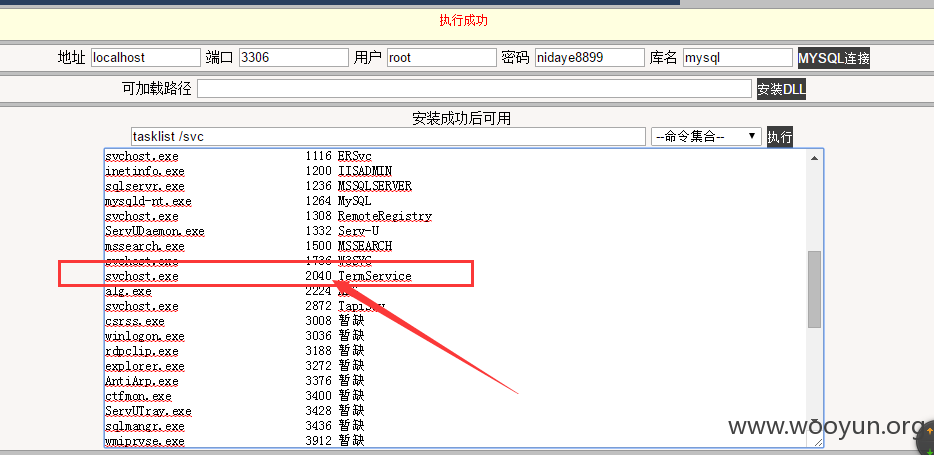 执行成功
地址 localhost 端口 3306 用户 root 密码 nidaye8899 库名 mysql MYSQL连接
可加载路径 安装DLL
安装成功后可用
tasklist /svc --命令集合-- 执行
svchost.exe 1116 ERSvc
inetinfo.exe 1200 IISADMIN
sqlservr.exe 1236 MSSQLSERVER
mysqld-nt.exe 1264 MySQL
svchost.exe 1308 RemoteRegistry
ServUDaemon.exe 1332 Serv-U
mssearch.exe 1500 MSSEARCH
svchost.exe 1736 W3SVC
svchost.exe 2040 TermService
alg.exe 2224
svchost.exe 2872 TapiSrv
csrss.exe 3008 暂缺
winlogon.exe 3036 暂缺
rdpclip.exe 3188 暂缺
explorer.exe 3272 暂缺
AntiArp.exe 3376 暂缺
ctfmon.exe 3400 暂缺
ServUTray.exe 3428 暂缺
sqlmangr.exe 3436 暂缺
wmiprvse.exe 3912 暂缺
www.wooyun.org